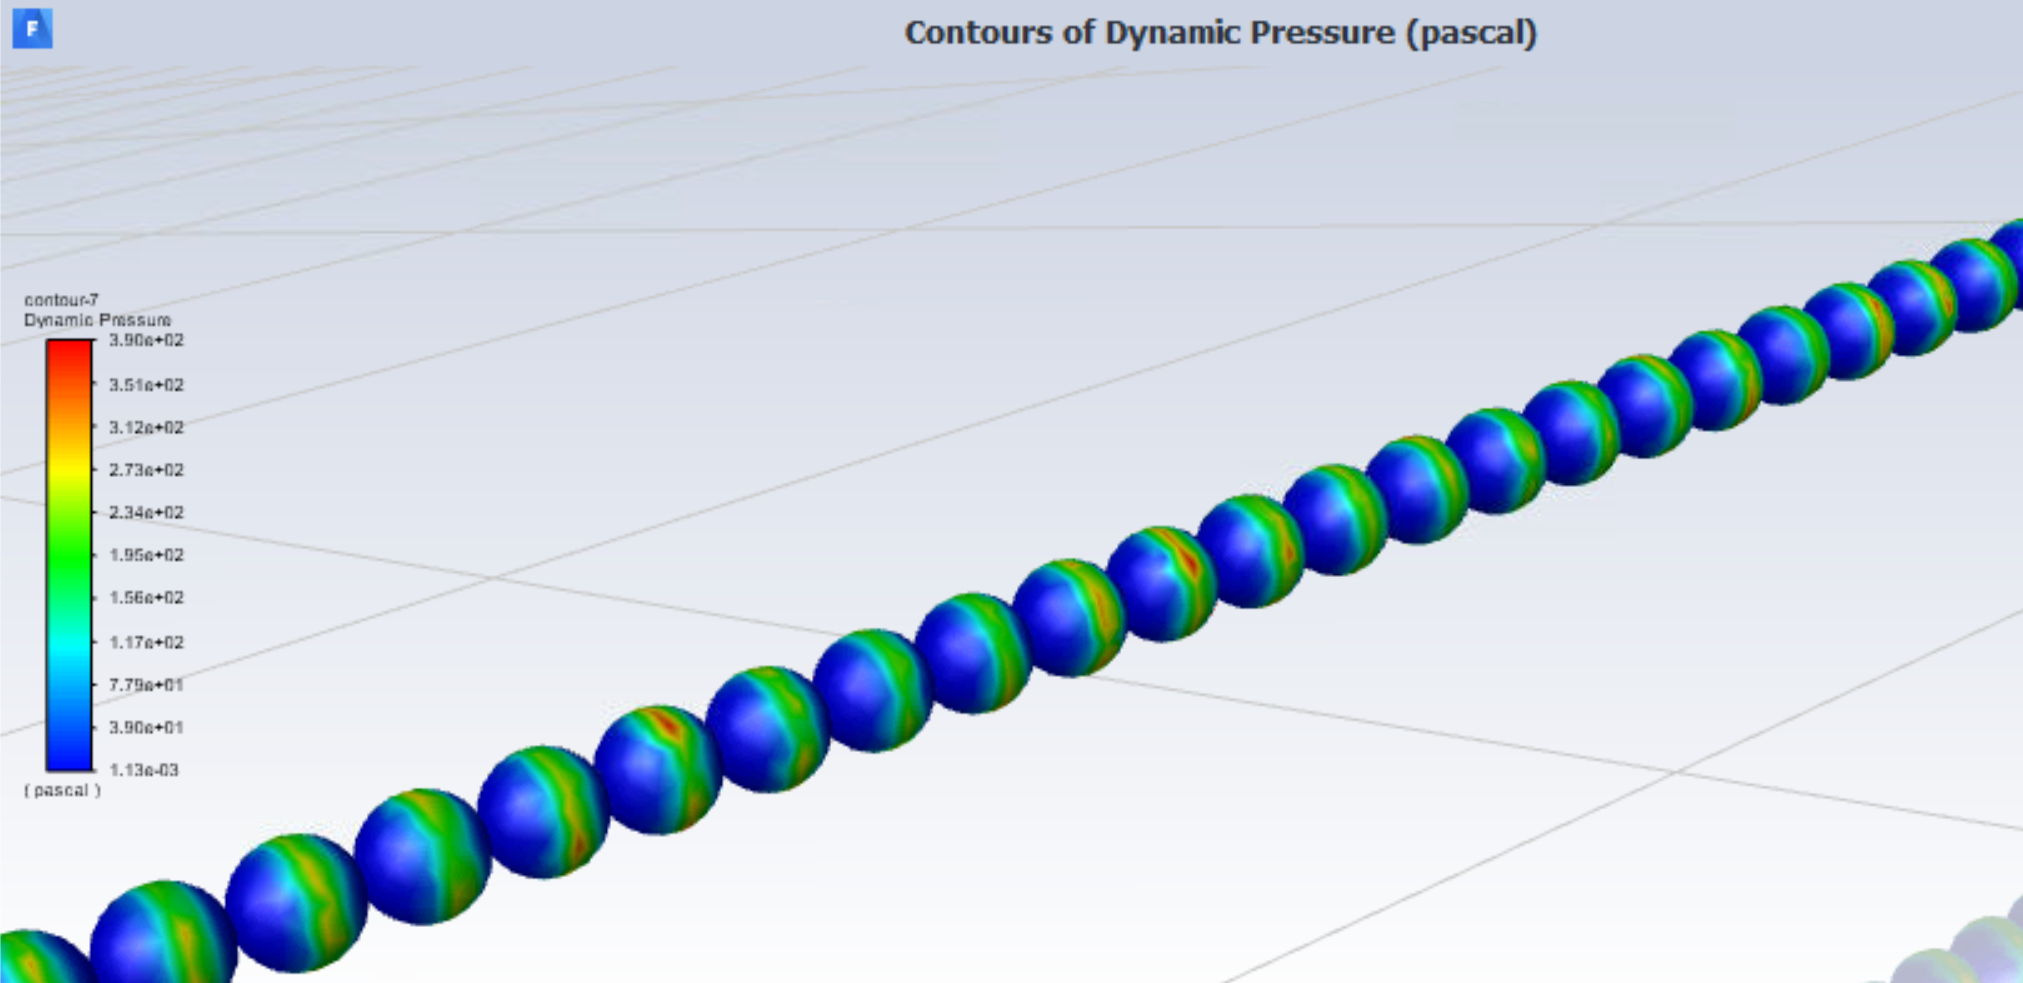 F
Contours of Dynamic Pressure (pascal)
contour-7
Dynamic Pressure
3.90e+02
3.51e+02
3.12e+02
2.73e+02
2.34e+02
1.95e+02
1.56e+02
1.17e+02
7.79e+01
3.90e+01
1.13e-03
( pascal )